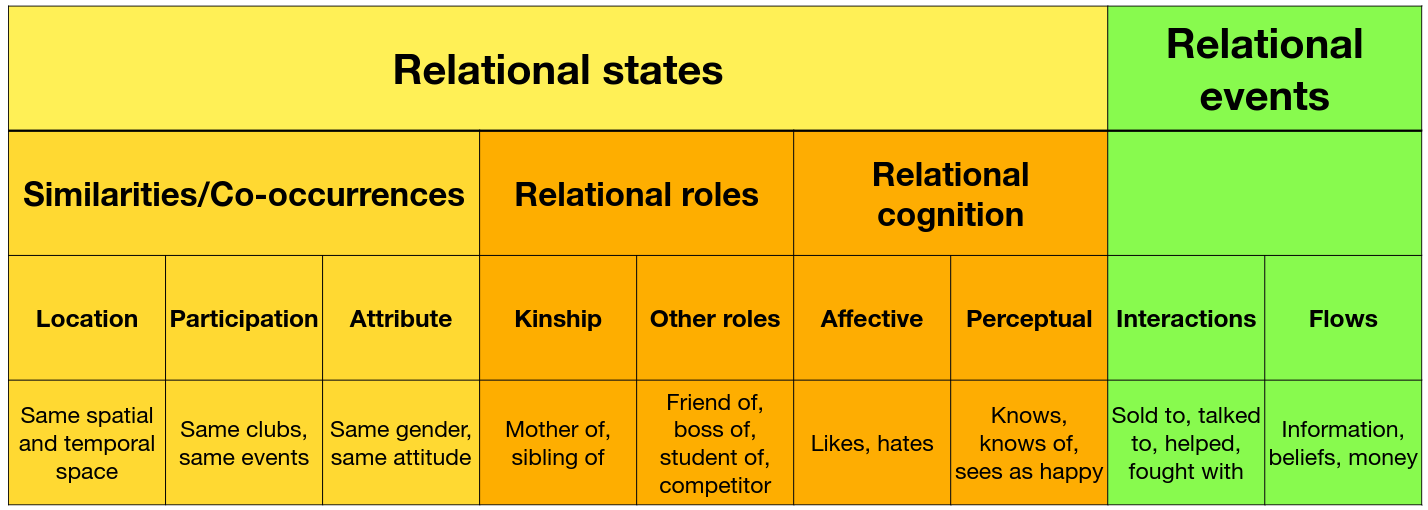 Relational states
Relational
events
Similarities/Co-occurrences
Relational roles
Relational
cognition
Location
Participation
Attribute
Kinship
Other roles
Affective
Perceptual
Interactions
Flows
Same spatial
and temporal
space
Same clubs,
same events
Same gender,
same attitude
Mother of,
sibling of
Friend of,
boss of,
student of,
competitor
Likes, hates
Knows,
knows of,
sees as happy
Sold to, talked
to, helped,
fought with
Information,
beliefs, money